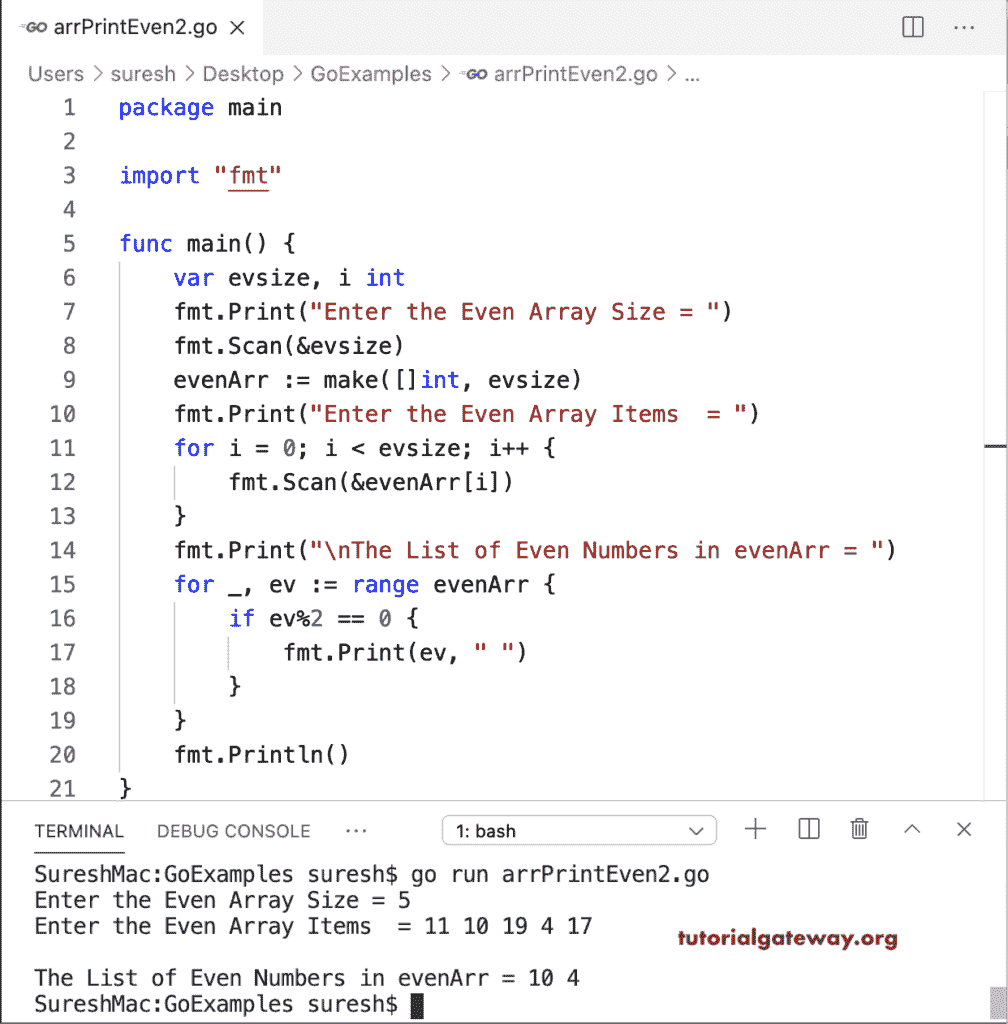 GO arrPrintEven2.go ×
Users > suresh > Desktop > GoExamples > GO arrPrintEven2.go > ...
1 package main
2
3 import "fmt"
4
5 func main() {
6     var evsize, i int
7     fmt.Print("Enter the Even Array Size = ")
8     fmt.Scan(&evsize)
9     evenArr := make([]int, evsize)
10     fmt.Print("Enter the Even Array Items  = ")
11     for i = 0; i < evsize; i++ {
12         fmt.Scan(&evenArr[i])
13     }
14     fmt.Print("\nThe List of Even Numbers in evenArr = ")
15     for _, ev := range evenArr {
16         if ev%2 == 0 {
17             fmt.Print(ev, " ")
18         }
19     }
20     fmt.Println()
21 }
TERMINAL DEBUG CONSOLE ··· 1: bash
SureshMac:GoExamples suresh$ go run arrPrintEven2.go
Enter the Even Array Size = 5
Enter the Even Array Items  = 11 10 19 4 17
tutorialgateway.org
The List of Even Numbers in evenArr = 10 4
SureshMac:GoExamples suresh$